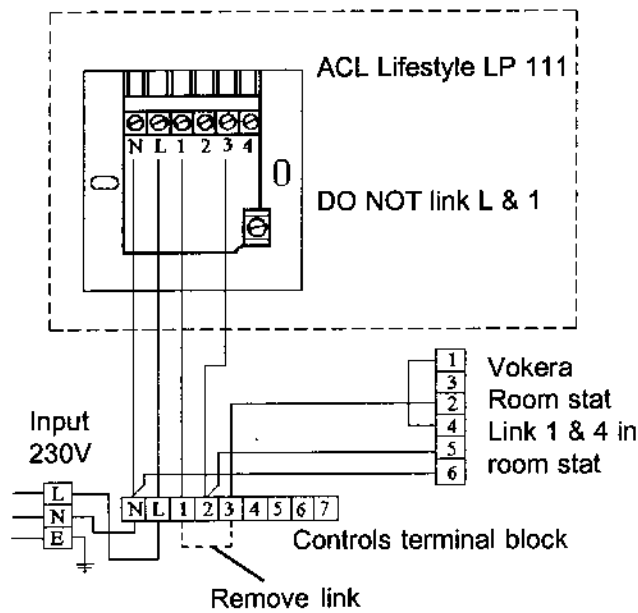 ACL Lifestyle LP 111
N L 1 2 3 4
DO NOT link L & 1
1
3
2
4
5
6
Vokera
Room stat
Link 1 & 4 in
room stat
Input
230V
L
N
E
N L 1 2 3 4 5 6 7
Controls terminal block
Remove link